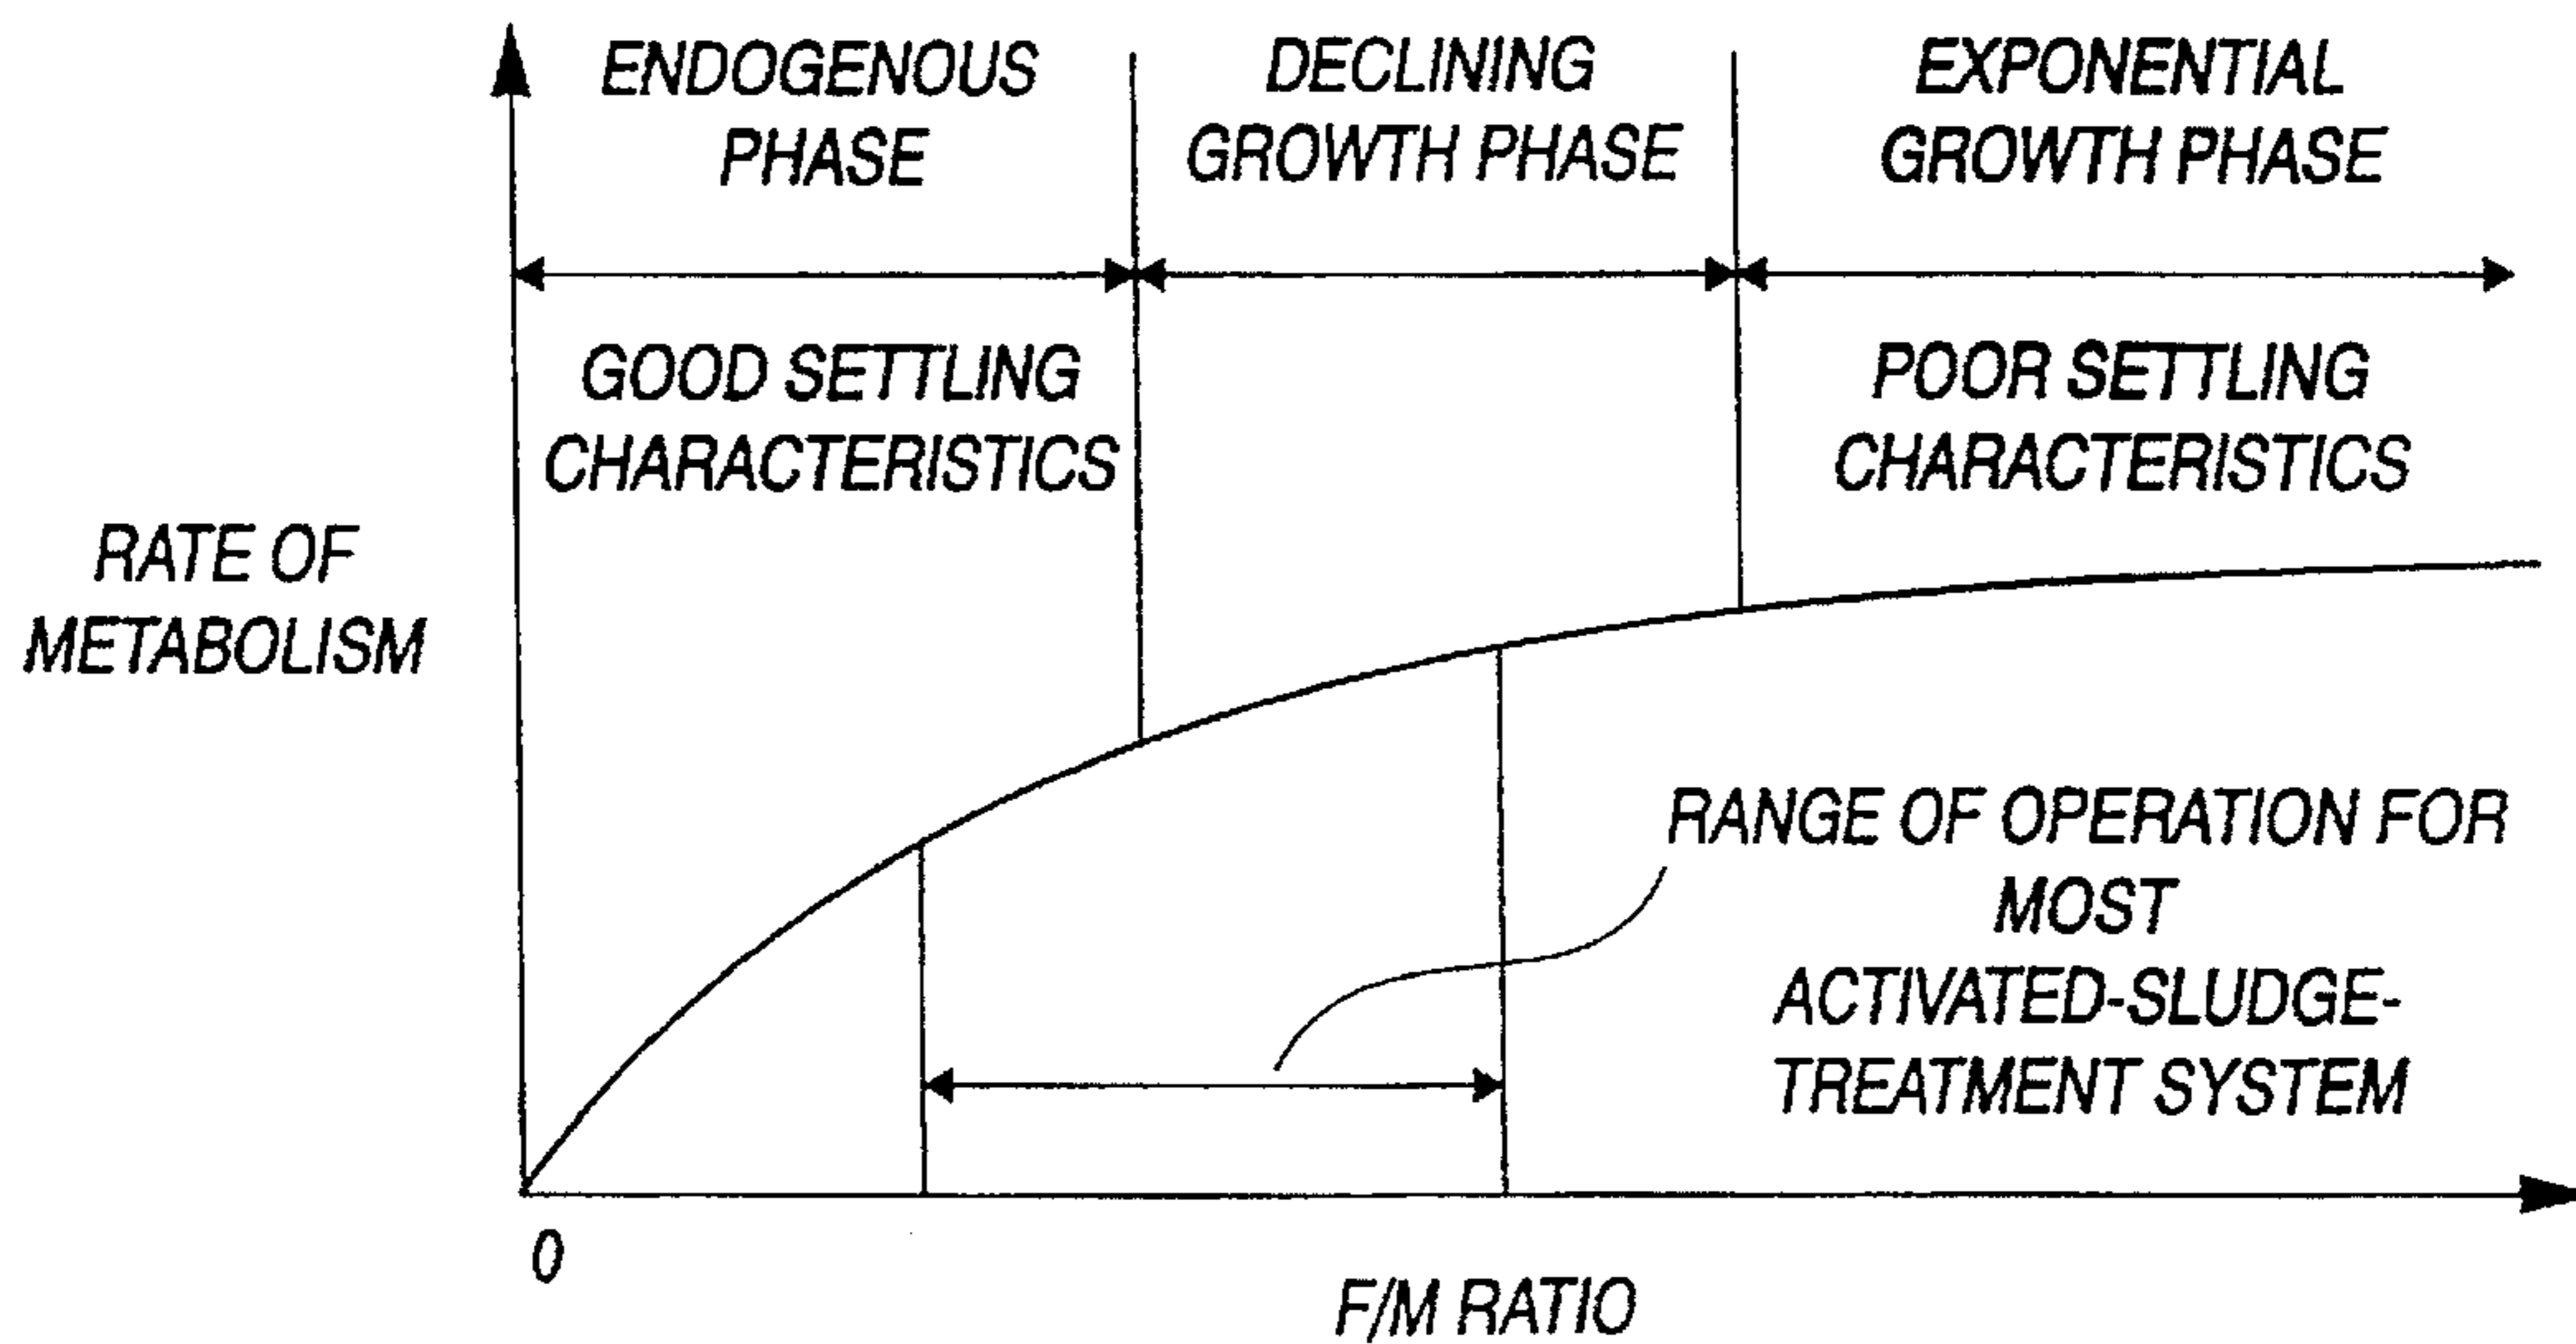 ENDOGENOUS
PHASE
DECLINING
GROWTH PHASE
EXPONENTIAL
GROWTH PHASE
GOOD SETTLING
CHARACTERISTICS
POOR SETTLING
CHARACTERISTICS
RATE OF
METABOLISM
RANGE OF OPERATION FOR
MOST
ACTIVATED-SLUDGE-
TREATMENT SYSTEM
0
F/M RATIO